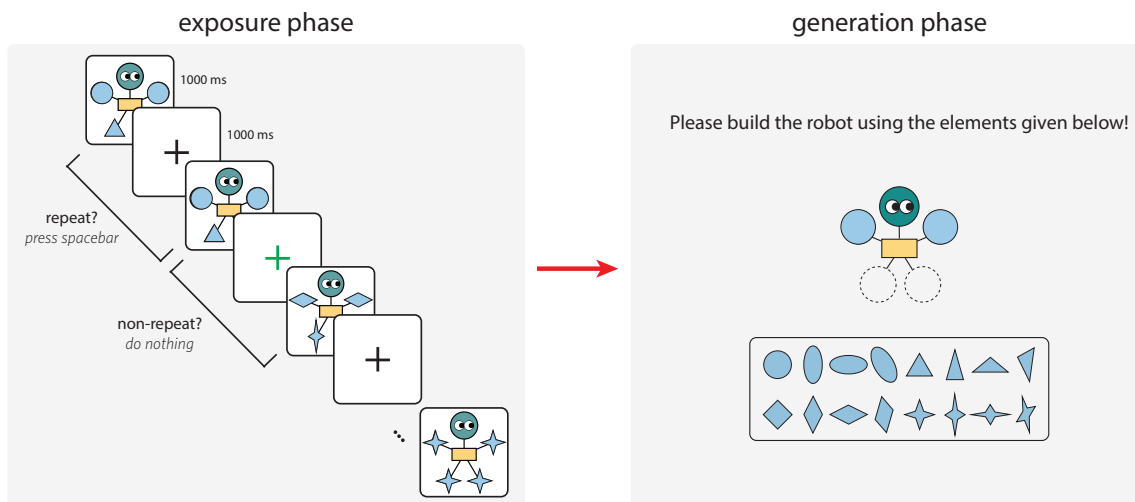 exposure phase
1000 ms
1000 ms
repeat?
press spacebar
non-repeat?
do nothing
generation phase
Please build the robot using the elements given below!